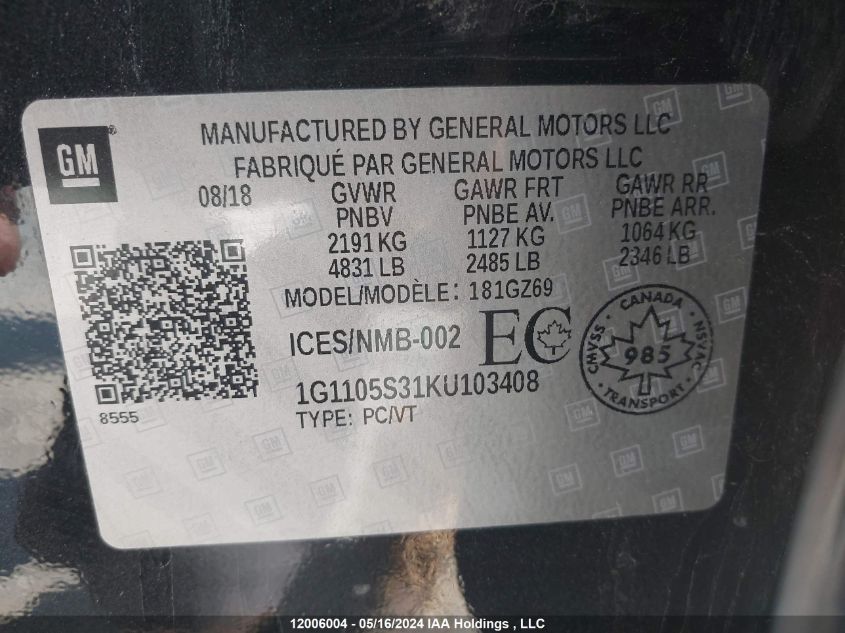 GM
MANUFACTURED BY GENERAL MOTORS LLC
FABRIQUÉ PAR GENERAL MOTORS LLC
08/18 GVWR GAWR FRT GAWR RR
PNBV PNBE AV. PNBE ARR.
2191 KG 1127 KG 1064 KG
4831 LB 2485 LB 2346 LB
MODEL/MODÈLE: 181GZ69
ICES/NMB-002 EC
CANADA
CMVSS 985 NSVAC
TRANSPORT
1G1105S31KU103408
TYPE: PC/VT
8555
12006004 - 05/16/2024 IAA Holdings , LLC